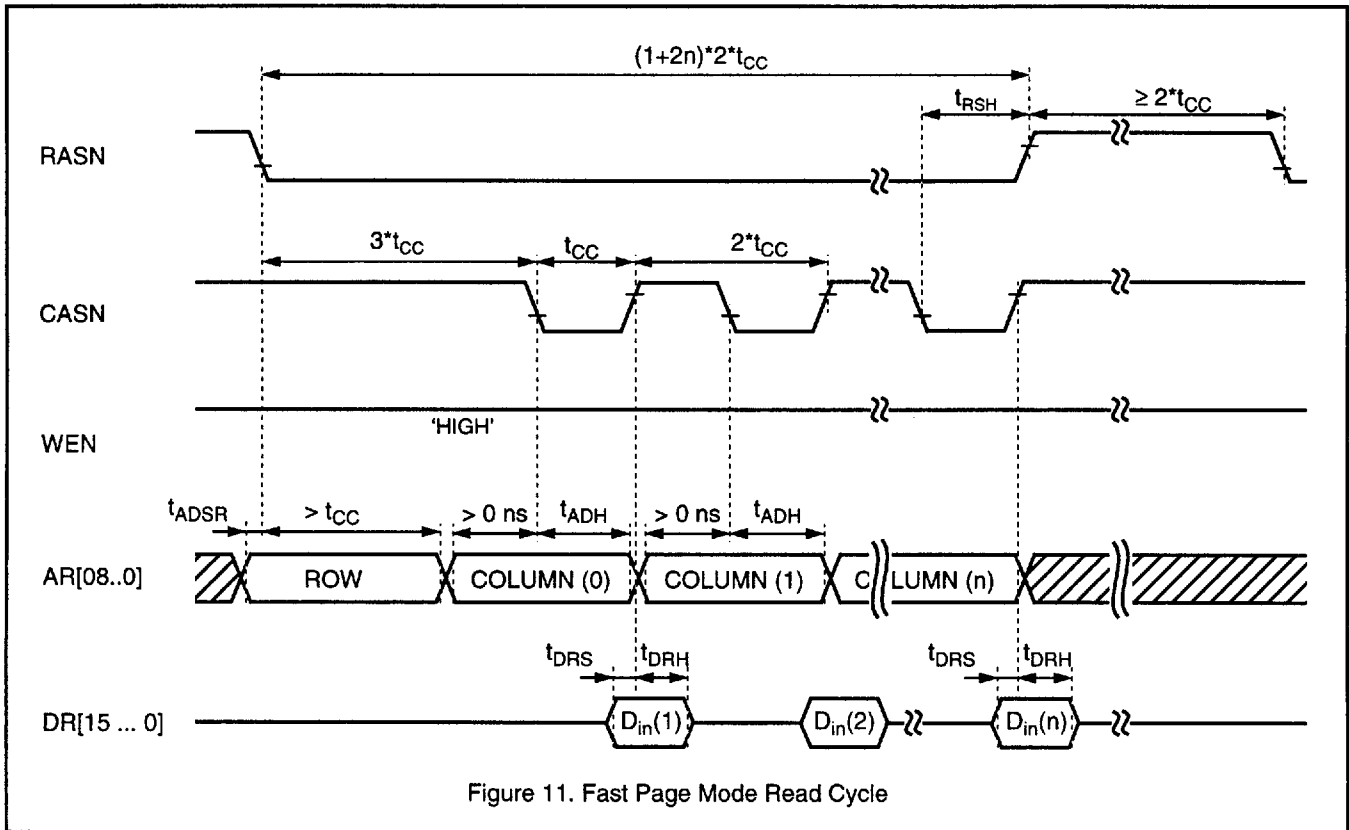 (1+2n)*2*tCC
tRSH
≥ 2*tCC
RASN
3*tCC
tCC
2*tCC
CASN
'HIGH'
WEN
tADSR
> tCC
> 0 ns
tADH
> 0 ns
tADH
AR[08..0]
ROW
COLUMN (0)
COLUMN (1)
COLUMN (n)
tDRS
tDRH
tDRS
tDRH
DR[15 ... 0]
Din(1)
Din(2)
Din(n)
Figure 11. Fast Page Mode Read Cycle